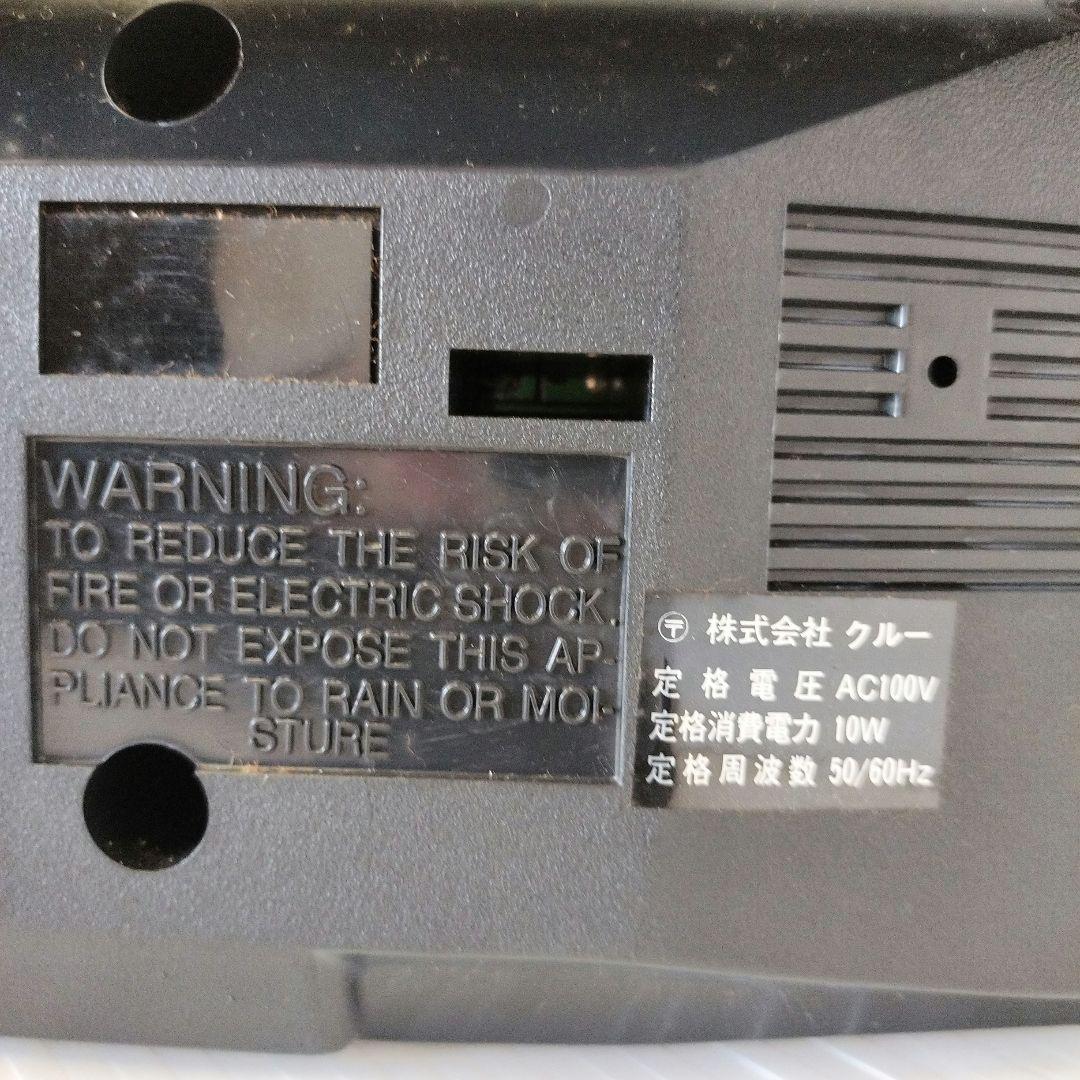 WARNING:
TO REDUCE THE RISK OF
FIRE OR ELECTRIC SHOCK.
DO NOT EXPOSE THIS AP-
PLIANCE TO RAIN OR MOI-
STURE
〶 株式会社 クルー
定格電圧 AC100V
定格消費電力 10W
定格周波数 50/60Hz